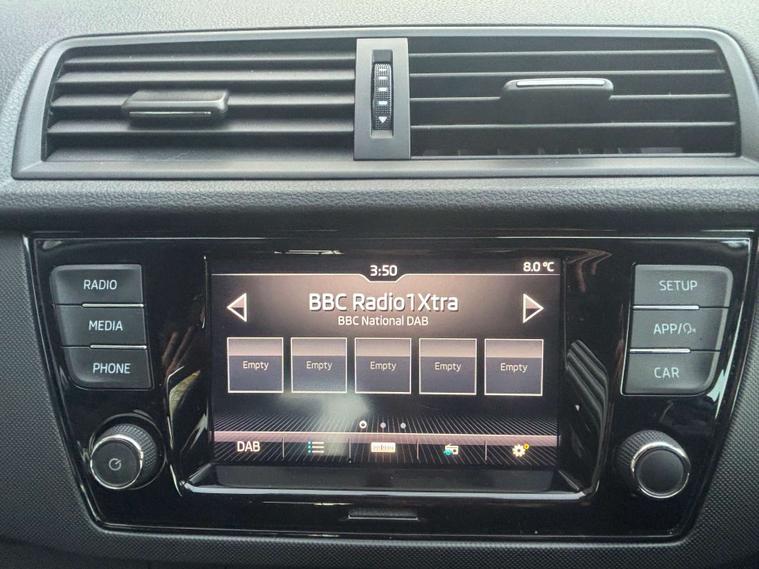 3:50
8.0 °C
RADIO
MEDIA
PHONE
BBC Radio1Xtra
BBC National DAB
Empty Empty Empty Empty Empty
DAB
SETUP
APP/
CAR